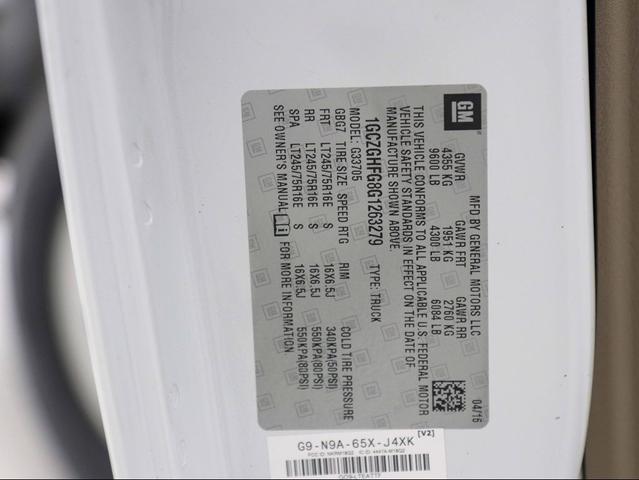 GM
MFD BY GENERAL MOTORS LLC 04/16
GVWR GAWR FRT GAWR RR
4355 KG 1951 KG 2760 KG
9600 LB 4300 LB 6084 LB
THIS VEHICLE CONFORMS TO ALL APPLICABLE U.S. FEDERAL MOTOR
VEHICLE SAFETY STANDARDS IN EFFECT ON THE DATE OF
MANUFACTURE SHOWN ABOVE.
1GCZGHFG8G1263279 TYPE: TRUCK
MODEL: G33705
GBG7 TIRE SIZE SPEED RTG RIM COLD TIRE PRESSURE
FRT LT245/75R16E S 16X6.5J 340KPA(50PSI)
RR LT245/75R16E S 16X6.5J 550KPA(80PSI)
SPA LT245/75R16E S 16X6.5J 550KPA(80PSI)
SEE OWNER'S MANUAL FOR MORE INFORMATION
[V2]
G9-N9A-65X-J4XK